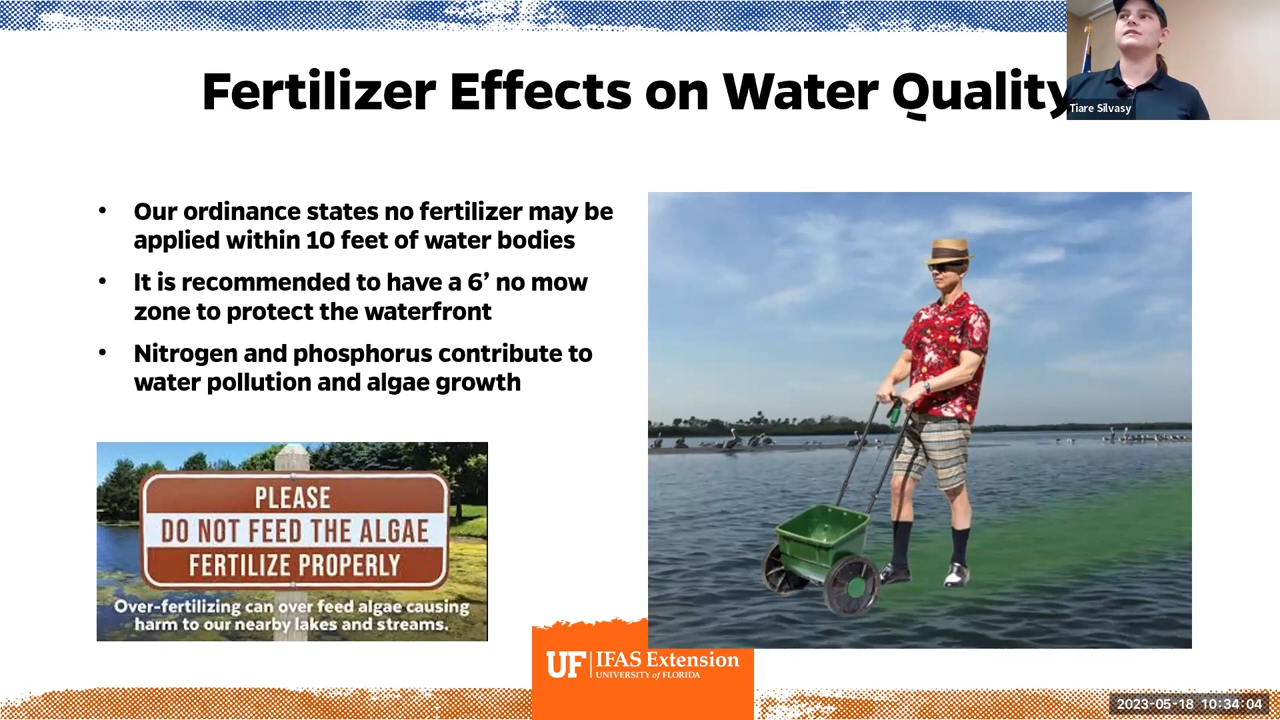 Fertilizer Effects on Water Quality
Tiare Silvasy
• Our ordinance states no fertilizer may be
applied within 10 feet of water bodies
• It is recommended to have a 6’ no mow
zone to protect the waterfront
• Nitrogen and phosphorus contribute to
water pollution and algae growth
PLEASE
DO NOT FEED THE ALGAE
FERTILIZE PROPERLY
Over-fertilizing can over feed algae causing
harm to our nearby lakes and streams.
UF IFAS Extension
UNIVERSITY of FLORIDA
2023-05-18 10:34:04